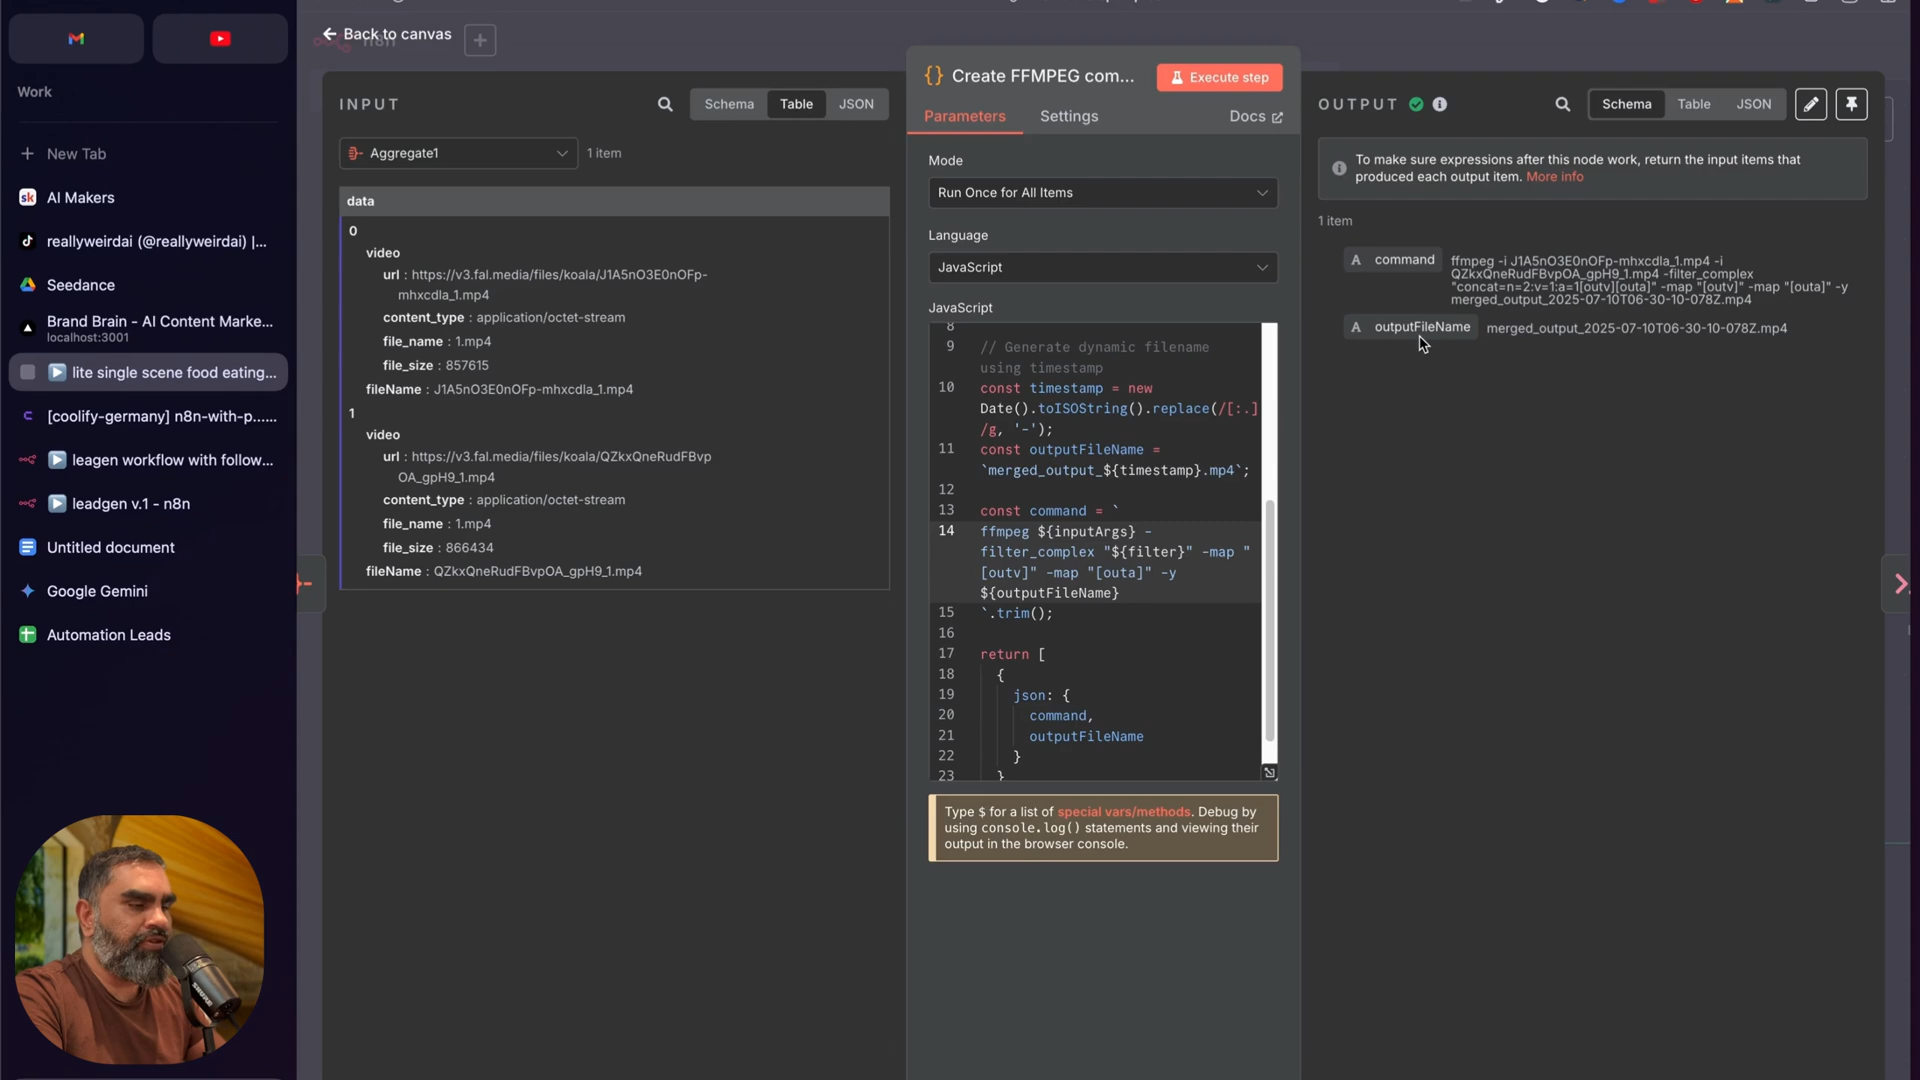 Work
New Tab
AI Makers
reallyweirdai (@reallyweirdai) |...
Seedance
Brand Brain - AI Content Marke...
localhost:3001
lite single scene food eating...
[coolify-germany] n8n-with-p......
leagen workflow with follow...
leadgen v.1 - n8n
Untitled document
Google Gemini
Automation Leads
Back to canvas
n8n
INPUT
Schema
Table
JSON
Aggregate1
1 item
data
0
video
url : https://v3.fal.media/files/koala/J1A5nO3E0nOFp-
mhxcdla_1.mp4
content_type : application/octet-stream
file_name : 1.mp4
file_size : 857615
fileName : J1A5nO3E0nOFp-mhxcdla_1.mp4
1
video
url : https://v3.fal.media/files/koala/QZkxQneRudFBvp
OA_gpH9_1.mp4
content_type : application/octet-stream
file_name : 1.mp4
file_size : 866434
fileName : QZkxQneRudFBvpOA_gpH9_1.mp4
{} Create FFMPEG com...
Execute step
Parameters
Settings
Docs
Mode
Run Once for All Items
Language
JavaScript
JavaScript
8
9 // Generate dynamic filename
using timestamp
10 const timestamp = new
Date().toISOString().replace(/[:.]
/g, '-');
11 const outputFileName =
`merged_output_${timestamp}.mp4`;
12
13 const command = `
14 ffmpeg ${inputArgs} -
filter_complex "${filter}" -map "
[outv]" -map "[outa]" -y
${outputFileName}
15 `.trim();
16
17 return [
18 {
19 json: {
20 command,
21 outputFileName
22 }
23 }
Type $ for a list of special vars/methods. Debug by
using console.log() statements and viewing their
output in the browser console.
OUTPUT
Schema
Table
JSON
To make sure expressions after this node work, return the input items that
produced each output item. More info
1 item
A command
ffmpeg -i J1A5nO3E0nOFp-mhxcdla_1.mp4 -i
QZkxQneRudFBvpOA_gpH9_1.mp4 -filter_complex
"concat=n=2:v=1:a=1[outv][outa]" -map "[outv]" -map "[outa]" -y
merged_output_2025-07-10T06-30-10-078Z.mp4
A outputFileName
merged_output_2025-07-10T06-30-10-078Z.mp4
SHURE